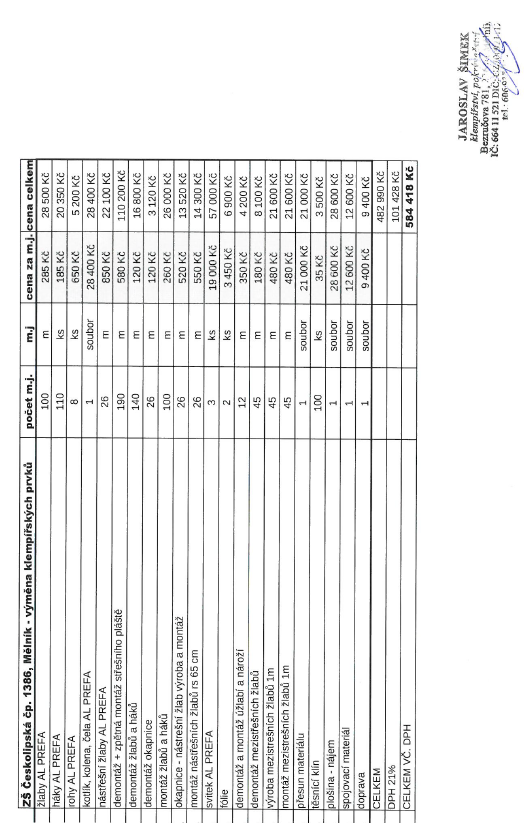 ZŠ Českolipská čp. 1386, Mělník - výměna klempířských prvků počet m.j. m.j cena za m.j. cena celkem
žlaby AL PREFA 100 m 285 Kč 28 500 Kč
háky AL PREFA 110 ks 185 Kč 20 350 Kč
rohy AL PREFA 8 ks 650 Kč 5 200 Kč
kotlík, kolena, čela AL PREFA 1 soubor 28 400 Kč 28 400 Kč
nástřešní žlaby AL PREFA 26 m 850 Kč 22 100 Kč
demontáž + zpětná montáž střešního pláště 190 m 580 Kč 110 200 Kč
demontáž žlabů a háků 140 m 120 Kč 16 800 Kč
demontáž okapnice 26 m 120 Kč 3 120 Kč
montáž žlabů a háků 100 m 260 Kč 26 000 Kč
okapnice - nástřešní žlab výroba a montáž 26 m 520 Kč 13 520 Kč
montáž nástřešních žlabů rs 65 cm 26 m 550 Kč 14 300 Kč
svitek AL PREFA 3 ks 19 000 Kč 57 000 Kč
fólie 2 ks 3 450 Kč 6 900 Kč
demontáž a montáž úžlabí a nároží 12 m 350 Kč 4 200 Kč
demontáž mezistřešních žlabů 45 m 180 Kč 8 100 Kč
výroba mezistřešních žlabů 1m 45 m 480 Kč 21 600 Kč
montáž mezistřešních žlabů 1m 45 m 480 Kč 21 600 Kč
přesun materiálu 1 soubor 21 000 Kč 21 000 Kč
těsnící klín 100 ks 35 Kč 3 500 Kč
plošina - nájem 1 soubor 28 600 Kč 28 600 Kč
spojovací materiál 1 soubor 12 600 Kč 12 600 Kč
doprava 1 soubor 9 400 Kč 9 400 Kč
CELKEM 482 990 Kč
DPH 21% 101 428 Kč
CELKEM VČ. DPH 584 418 Kč
JAROSLAV ŠIMEK
klempířství, pokrývačství
Bezručova 781,
IČ: 664 11 521 DIČ:
tel.: 606